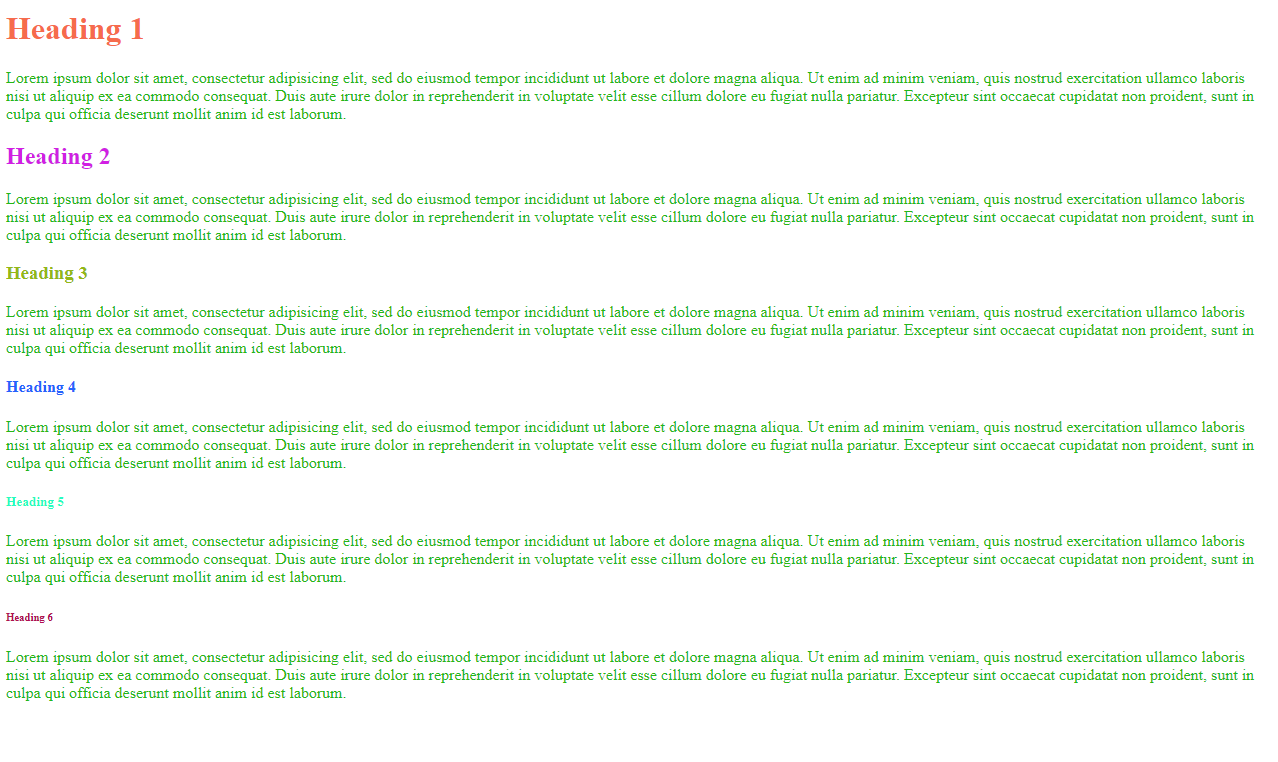 Heading 1
Lorem ipsum dolor sit amet, consectetur adipisicing elit, sed do eiusmod tempor incididunt ut labore et dolore magna aliqua. Ut enim ad minim veniam, quis nostrud exercitation ullamco laboris
nisi ut aliquip ex ea commodo consequat. Duis aute irure dolor in reprehenderit in voluptate velit esse cillum dolore eu fugiat nulla pariatur. Excepteur sint occaecat cupidatat non proident, sunt in
culpa qui officia deserunt mollit anim id est laborum.
Heading 2
Lorem ipsum dolor sit amet, consectetur adipisicing elit, sed do eiusmod tempor incididunt ut labore et dolore magna aliqua. Ut enim ad minim veniam, quis nostrud exercitation ullamco laboris
nisi ut aliquip ex ea commodo consequat. Duis aute irure dolor in reprehenderit in voluptate velit esse cillum dolore eu fugiat nulla pariatur. Excepteur sint occaecat cupidatat non proident, sunt in
culpa qui officia deserunt mollit anim id est laborum.
Heading 3
Lorem ipsum dolor sit amet, consectetur adipisicing elit, sed do eiusmod tempor incididunt ut labore et dolore magna aliqua. Ut enim ad minim veniam, quis nostrud exercitation ullamco laboris
nisi ut aliquip ex ea commodo consequat. Duis aute irure dolor in reprehenderit in voluptate velit esse cillum dolore eu fugiat nulla pariatur. Excepteur sint occaecat cupidatat non proident, sunt in
culpa qui officia deserunt mollit anim id est laborum.
Heading 4
Lorem ipsum dolor sit amet, consectetur adipisicing elit, sed do eiusmod tempor incididunt ut labore et dolore magna aliqua. Ut enim ad minim veniam, quis nostrud exercitation ullamco laboris
nisi ut aliquip ex ea commodo consequat. Duis aute irure dolor in reprehenderit in voluptate velit esse cillum dolore eu fugiat nulla pariatur. Excepteur sint occaecat cupidatat non proident, sunt in
culpa qui officia deserunt mollit anim id est laborum.
Heading 5
Lorem ipsum dolor sit amet, consectetur adipisicing elit, sed do eiusmod tempor incididunt ut labore et dolore magna aliqua. Ut enim ad minim veniam, quis nostrud exercitation ullamco laboris
nisi ut aliquip ex ea commodo consequat. Duis aute irure dolor in reprehenderit in voluptate velit esse cillum dolore eu fugiat nulla pariatur. Excepteur sint occaecat cupidatat non proident, sunt in
culpa qui officia deserunt mollit anim id est laborum.
Heading 6
Lorem ipsum dolor sit amet, consectetur adipisicing elit, sed do eiusmod tempor incididunt ut labore et dolore magna aliqua. Ut enim ad minim veniam, quis nostrud exercitation ullamco laboris
nisi ut aliquip ex ea commodo consequat. Duis aute irure dolor in reprehenderit in voluptate velit esse cillum dolore eu fugiat nulla pariatur. Excepteur sint occaecat cupidatat non proident, sunt in
culpa qui officia deserunt mollit anim id est laborum.